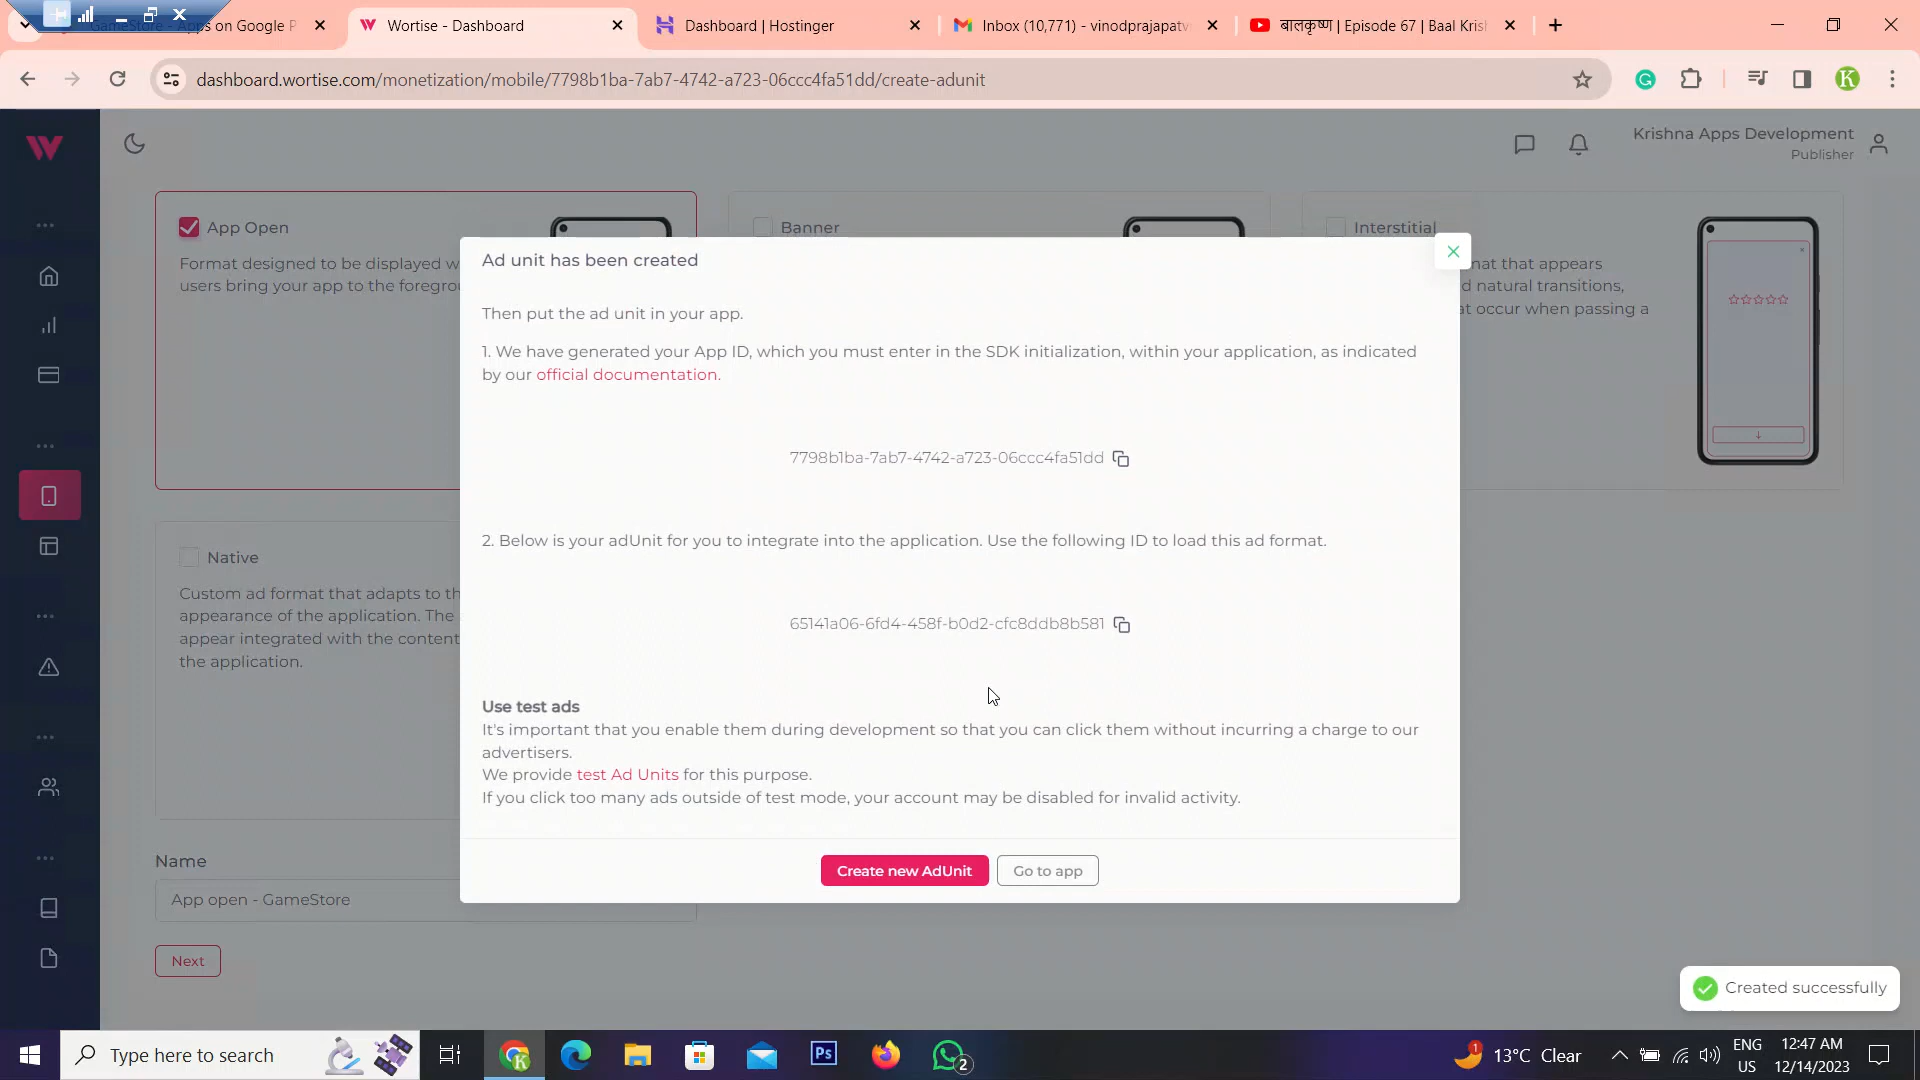 GameStore - Apps on Google P
Wortise - Dashboard
Dashboard | Hostinger
Inbox (10,771) - vinodprajapatv
बालकृष्ण | Episode 67 | Baal Kris
dashboard.wortise.com/monetization/mobile/7798b1ba-7ab7-4742-a723-06ccc4fa51dd/create-adunit
Krishna Apps Development
Publisher
App Open
Format designed to be displayed w
users bring your app to the foregrou
Banner
Interstitial
mat that appears
d natural transitions,
at occur when passing a
Ad unit has been created
Then put the ad unit in your app.
1. We have generated your App ID, which you must enter in the SDK initialization, within your application, as indicated
by our official documentation.
7798b1ba-7ab7-4742-a723-06ccc4fa51dd
2. Below is your adUnit for you to integrate into the application. Use the following ID to load this ad format.
65141a06-6fd4-458f-b0d2-cfc8ddb8b581
Use test ads
It's important that you enable them during development so that you can click them without incurring a charge to our
advertisers.
We provide test Ad Units for this purpose.
If you click too many ads outside of test mode, your account may be disabled for invalid activity.
Create new AdUnit
Go to app
Native
Custom ad format that adapts to th
appearance of the application. The
appear integrated with the content
the application.
Name
App open - GameStore
Next
Created successfully
Type here to search
Ps
2
1
13°C Clear
ENG
US
12:47 AM
12/14/2023